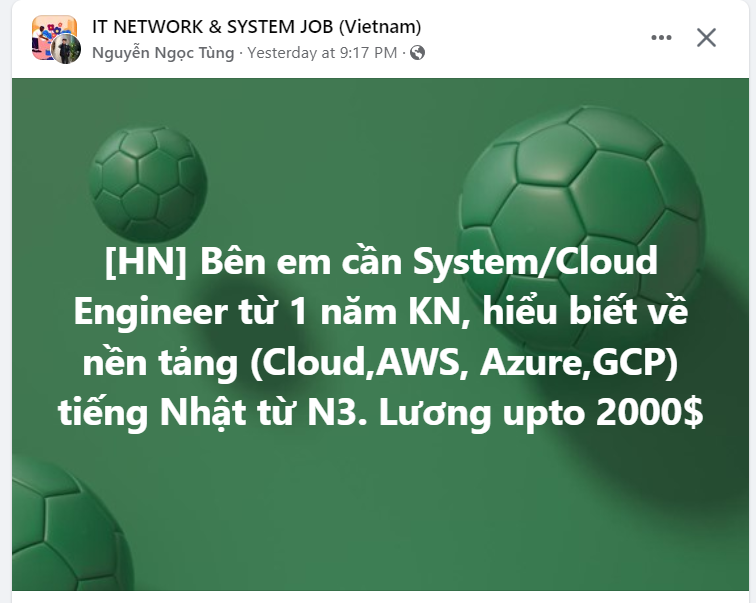 IT NETWORK & SYSTEM JOB (Vietnam)
Nguyễn Ngọc Tùng · Yesterday at 9:17 PM ·
[HN] Bên em cần System/Cloud
Engineer từ 1 năm KN, hiểu biết về
nền tảng (Cloud,AWS, Azure,GCP)
tiếng Nhật từ N3. Lương upto 2000$